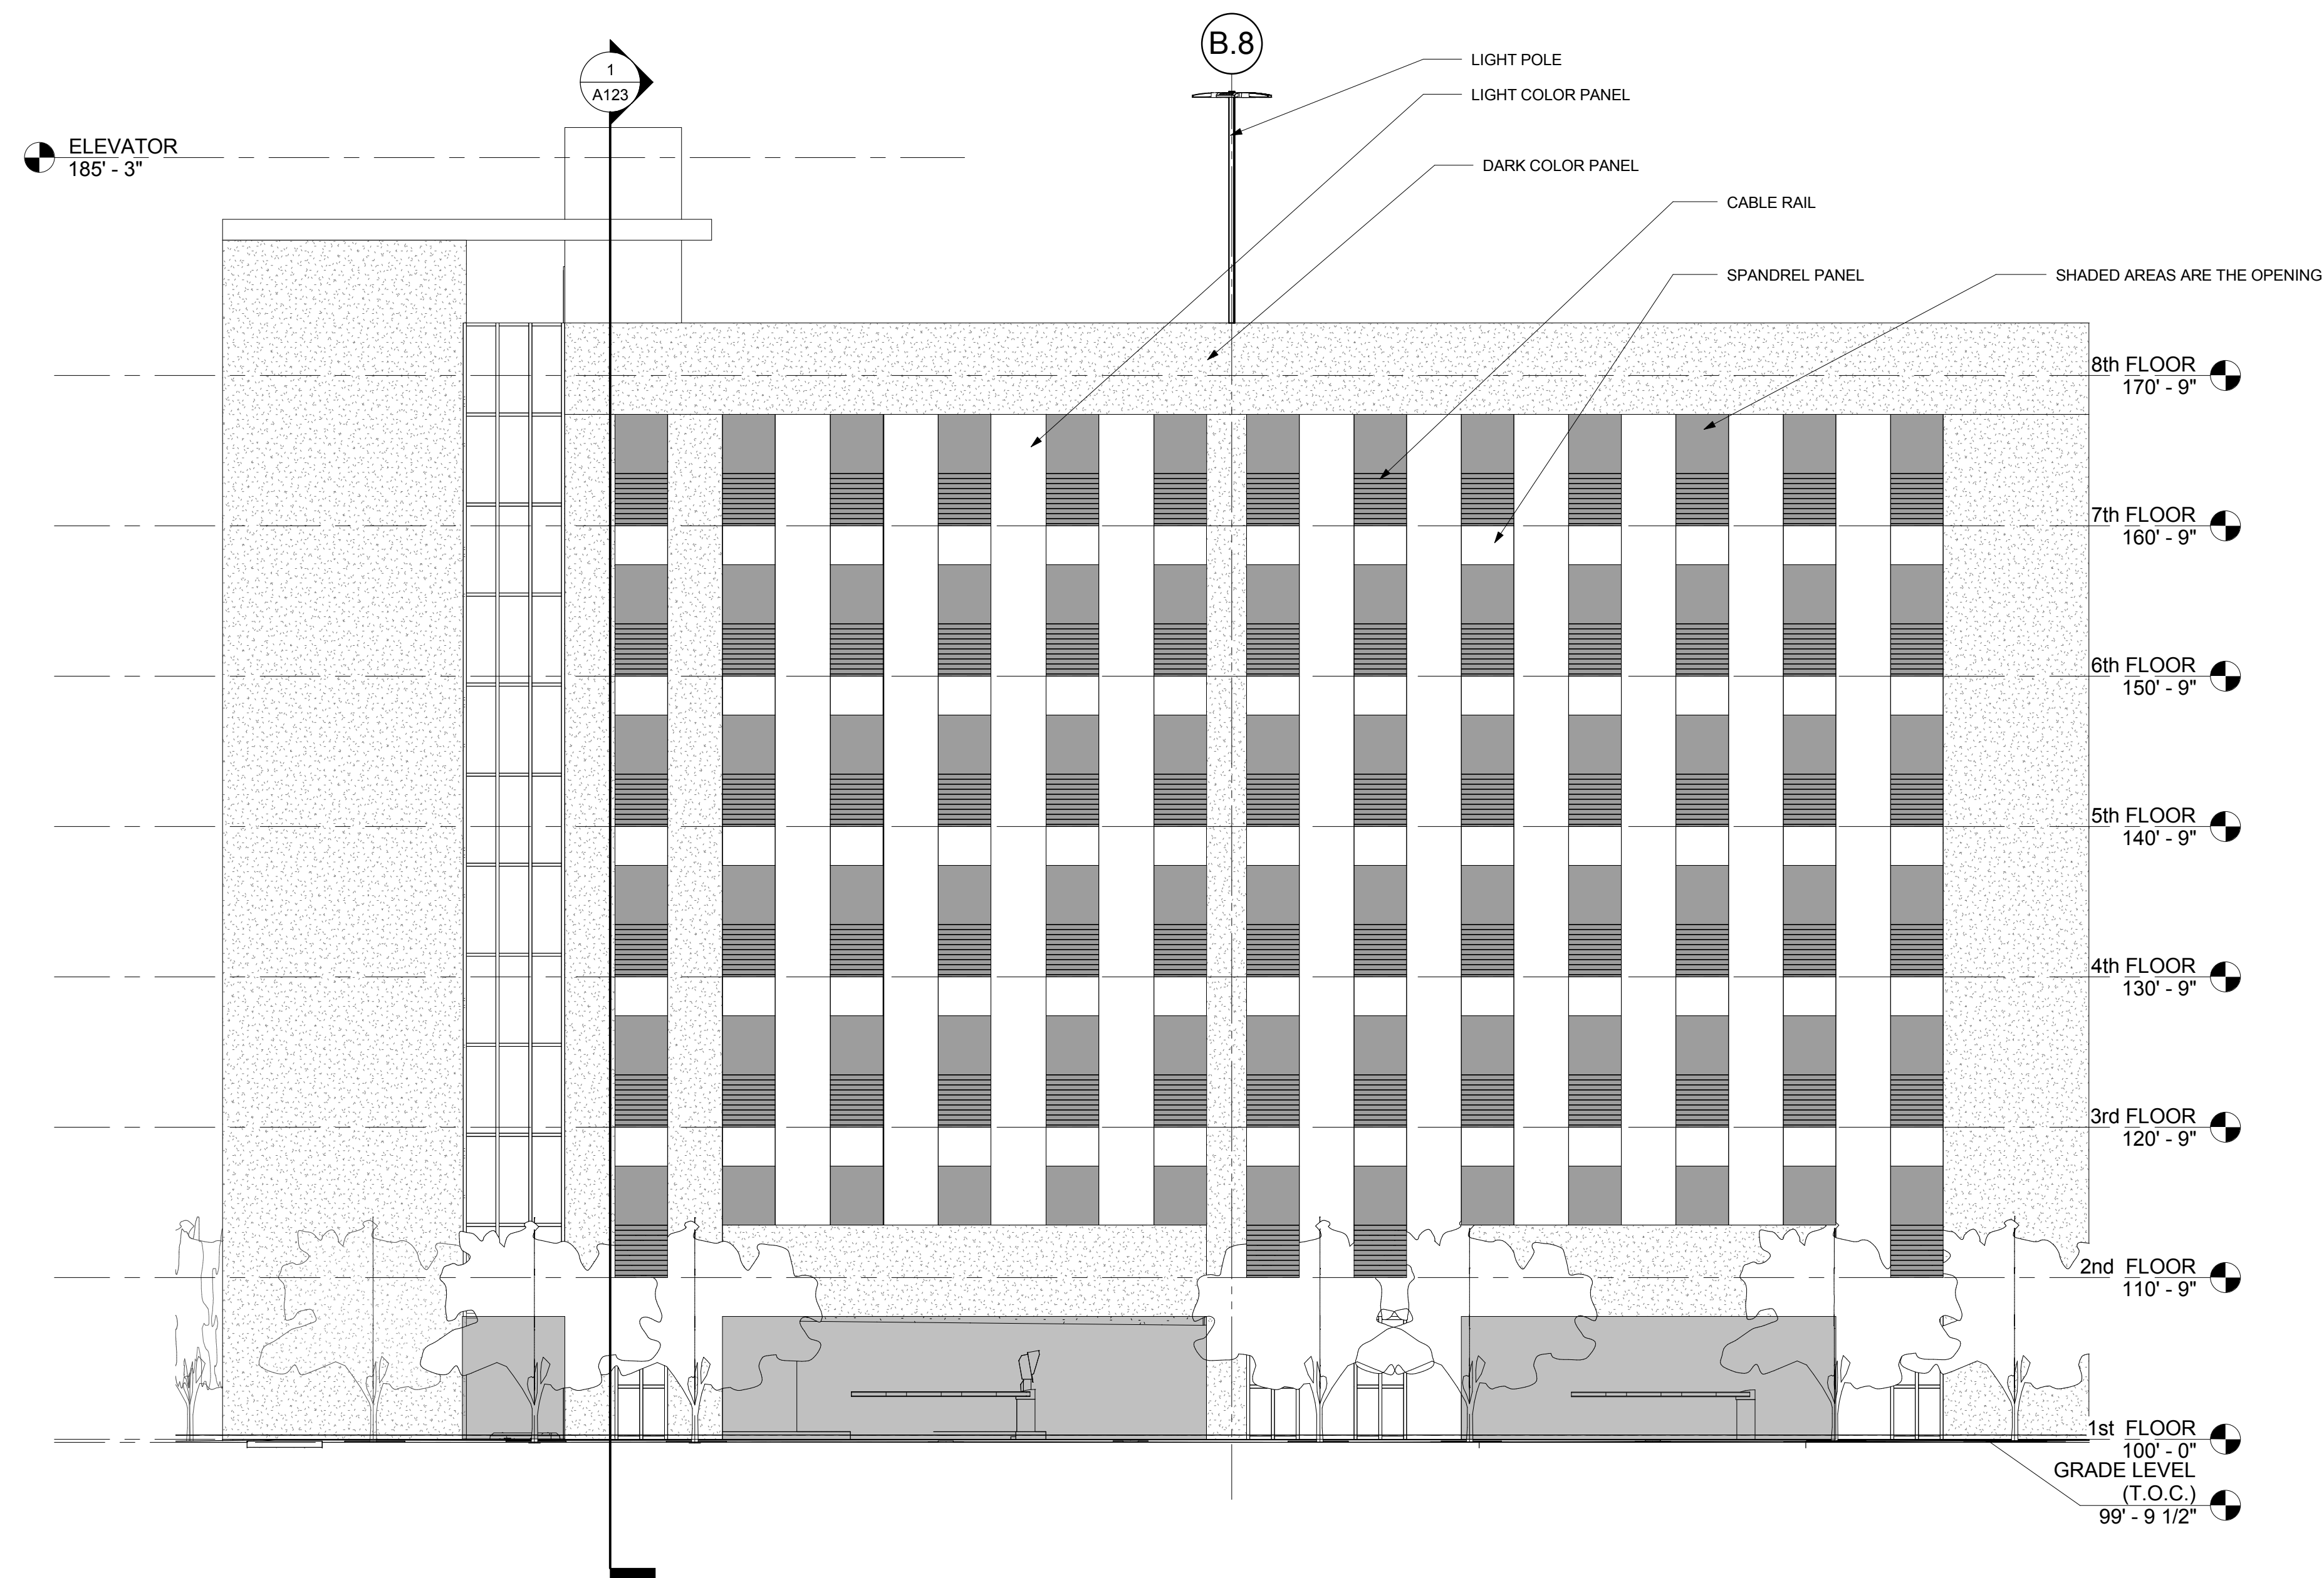 B.8
1
A123
LIGHT POLE
LIGHT COLOR PANEL
ELEVATOR
185' - 3"
DARK COLOR PANEL
CABLE RAIL
SPANDREL PANEL
SHADED AREAS ARE THE OPENING
8th FLOOR
170' - 9"
7th FLOOR
160' - 9"
6th FLOOR
150' - 9"
5th FLOOR
140' - 9"
4th FLOOR
130' - 9"
3rd FLOOR
120' - 9"
2nd FLOOR
110' - 9"
1st FLOOR
100' - 0"
GRADE LEVEL
(T.O.C.)
99' - 9 1/2"